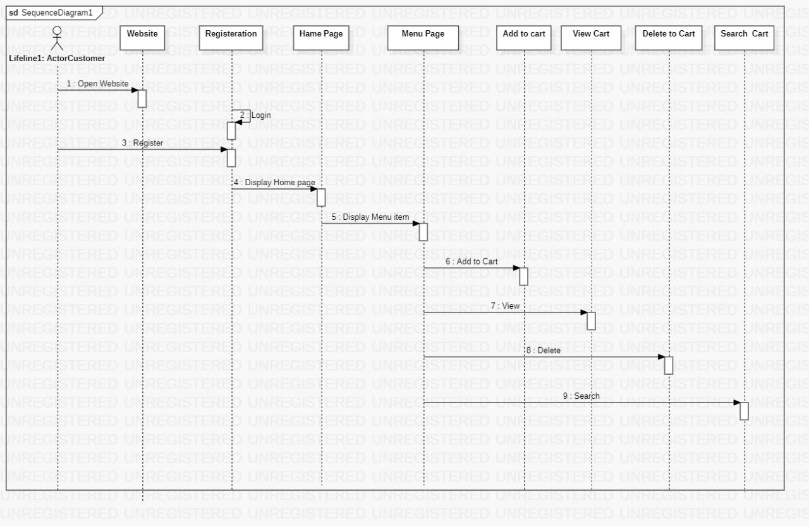 sd SequenceDiagram1
Website
Registeration
Hame Page
Menu Page
Add to cart
View Cart
Delete to Cart
Search Cart
Lifeline1: ActorCustomer
1 : Open Website
2 : Login
3 : Register
4 : Display Home page
5 : Display Menu item
6 : Add to Cart
7 : View
8 : Delete
9 : Search
UNREGISTERED